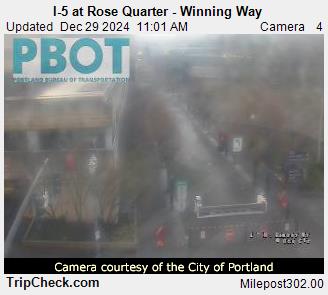 I-5 at Rose Quarter - Winning Way
Updated Dec 29 2024 11:01 AM Camera 4
PBOT
PORTLAND BUREAU OF TRANSPORTATION
Camera courtesy of the City of Portland
TripCheck.com Milepost302.00